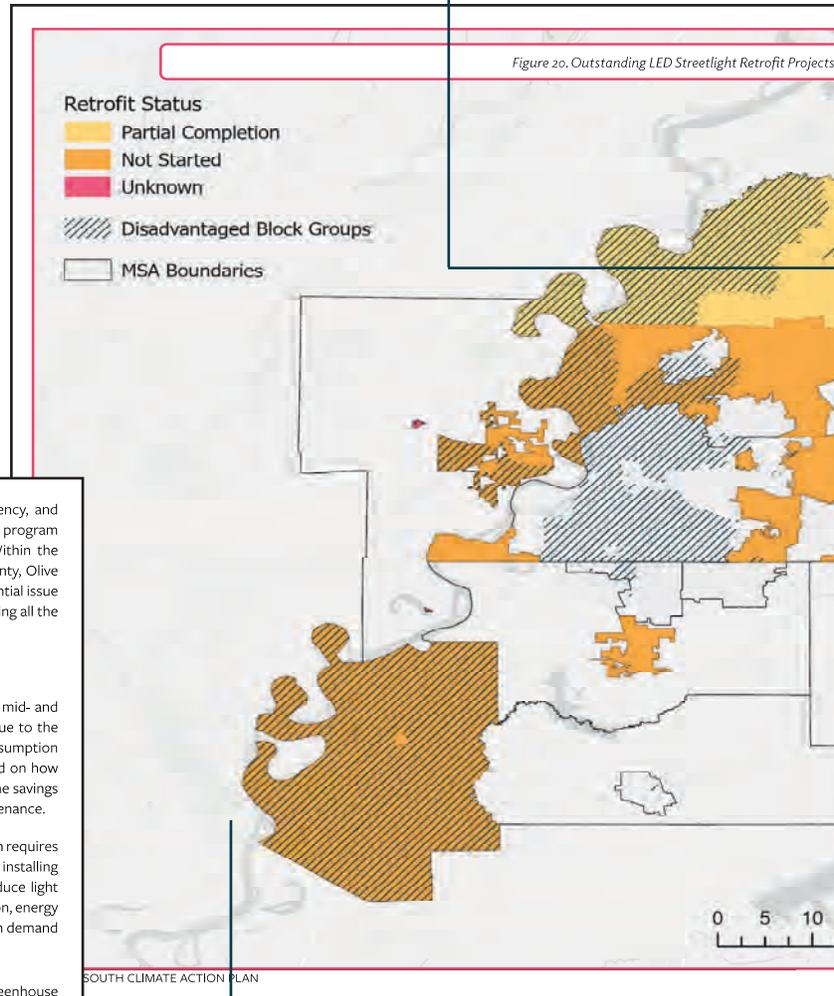 Figure 20. Outstanding LED Streetlight Retrofit Projects
Retrofit Status
Partial Completion
Not Started
Unknown
Disadvantaged Block Groups
MSA Boundaries
0 5 10
ency, and
program
Within the
nty, Olive
ntial issue
ing all the
mid- and
ue to the
sumption
d on how
ne savings
enance.
n requires
installing
duce light
on, energy
n demand
eenhouse
SOUTH CLIMATE ACTION PLAN